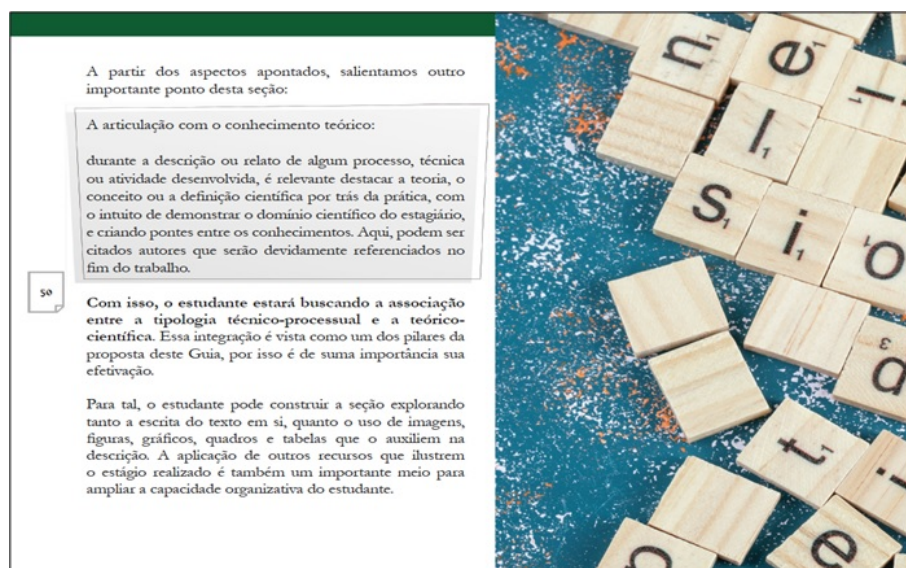 A partir dos aspectos apontados, salientamos outro
importante ponto desta seção:
A articulação com o conhecimento teórico:
durante a descrição ou relato de algum processo, técnica
ou atividade desenvolvida, é relevante destacar a teoria, o
conceito ou a definição científica por trás da prática, com
o intuito de demonstrar o domínio científico do estagiário,
e criando pontes entre os conhecimentos. Aqui, podem ser
citados autores que serão devidamente referenciados no
fim do trabalho.
50
Com isso, o estudante estará buscando a associação
entre a tipologia técnico-processual e a teórico-
científica. Essa integração é vista como um dos pilares da
proposta deste Guia, por isso é de suma importância sua
efetivação.
Para tal, o estudante pode construir a seção explorando
tanto a escrita do texto em si, quanto o uso de imagens,
figuras, gráficos, quadros e tabelas que o auxiliem na
descrição. A aplicação de outros recursos que ilustrem
o estágio realizado é também um importante meio para
ampliar a capacidade organizativa do estudante.
n 1 e 1
l 1
s 1 i 1 o 1
t 1
e